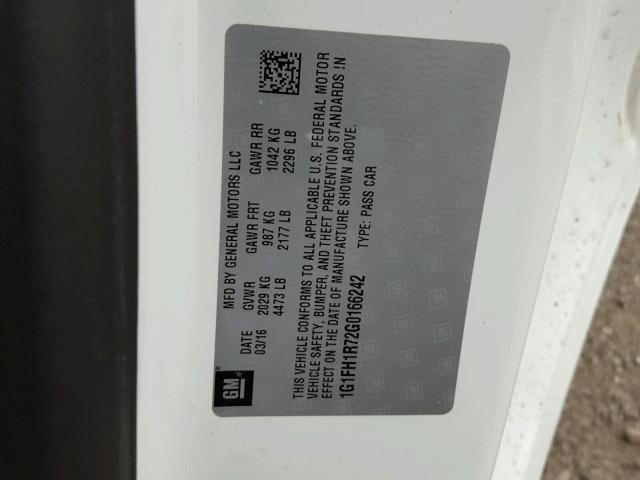 GM
®
MFD BY GENERAL MOTORS LLC
DATE GVWR GAWR FRT GAWR RR
03/16 2029 KG 987 KG 1042 KG
4473 LB 2177 LB 2296 LB
THIS VEHICLE CONFORMS TO ALL APPLICABLE U.S. FEDERAL MOTOR
VEHICLE SAFETY, BUMPER, AND THEFT PREVENTION STANDARDS IN
EFFECT ON THE DATE OF MANUFACTURE SHOWN ABOVE.
1G1FH1R72G0166242 TYPE: PASS CAR